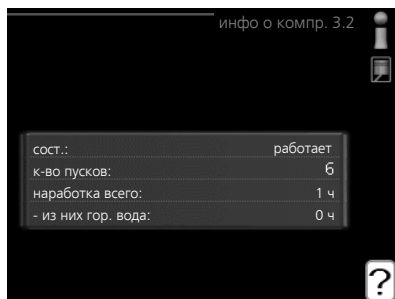 инфо о компр. 3.2
сост.: работает
к-во пусков: 6
наработка всего: 1 ч
- из них гор. вода: 0 ч
?